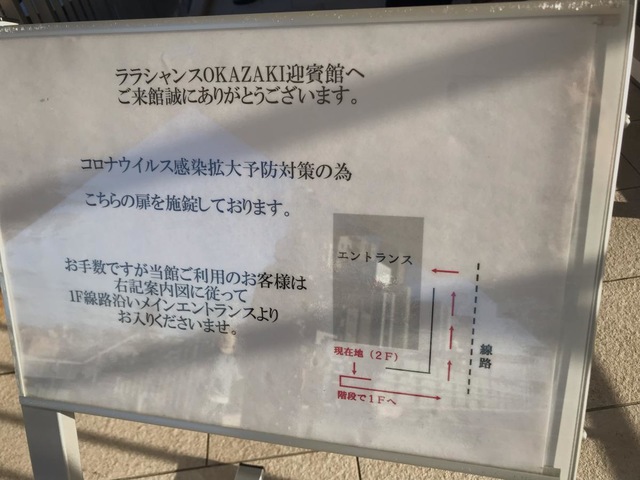 ララシャンスOKAZAKI迎賓館へ
ご来館誠にありがとうございます。
コロナウイルス感染拡大予防対策の為
こちらの扉を施錠しております。
お手数ですが当館ご利用のお客様は
右記案内図に従って
1F線路沿いメインエントランスより
お入りくださいませ。
エントランス
線路
現在地（2F）
階段で1Fへ